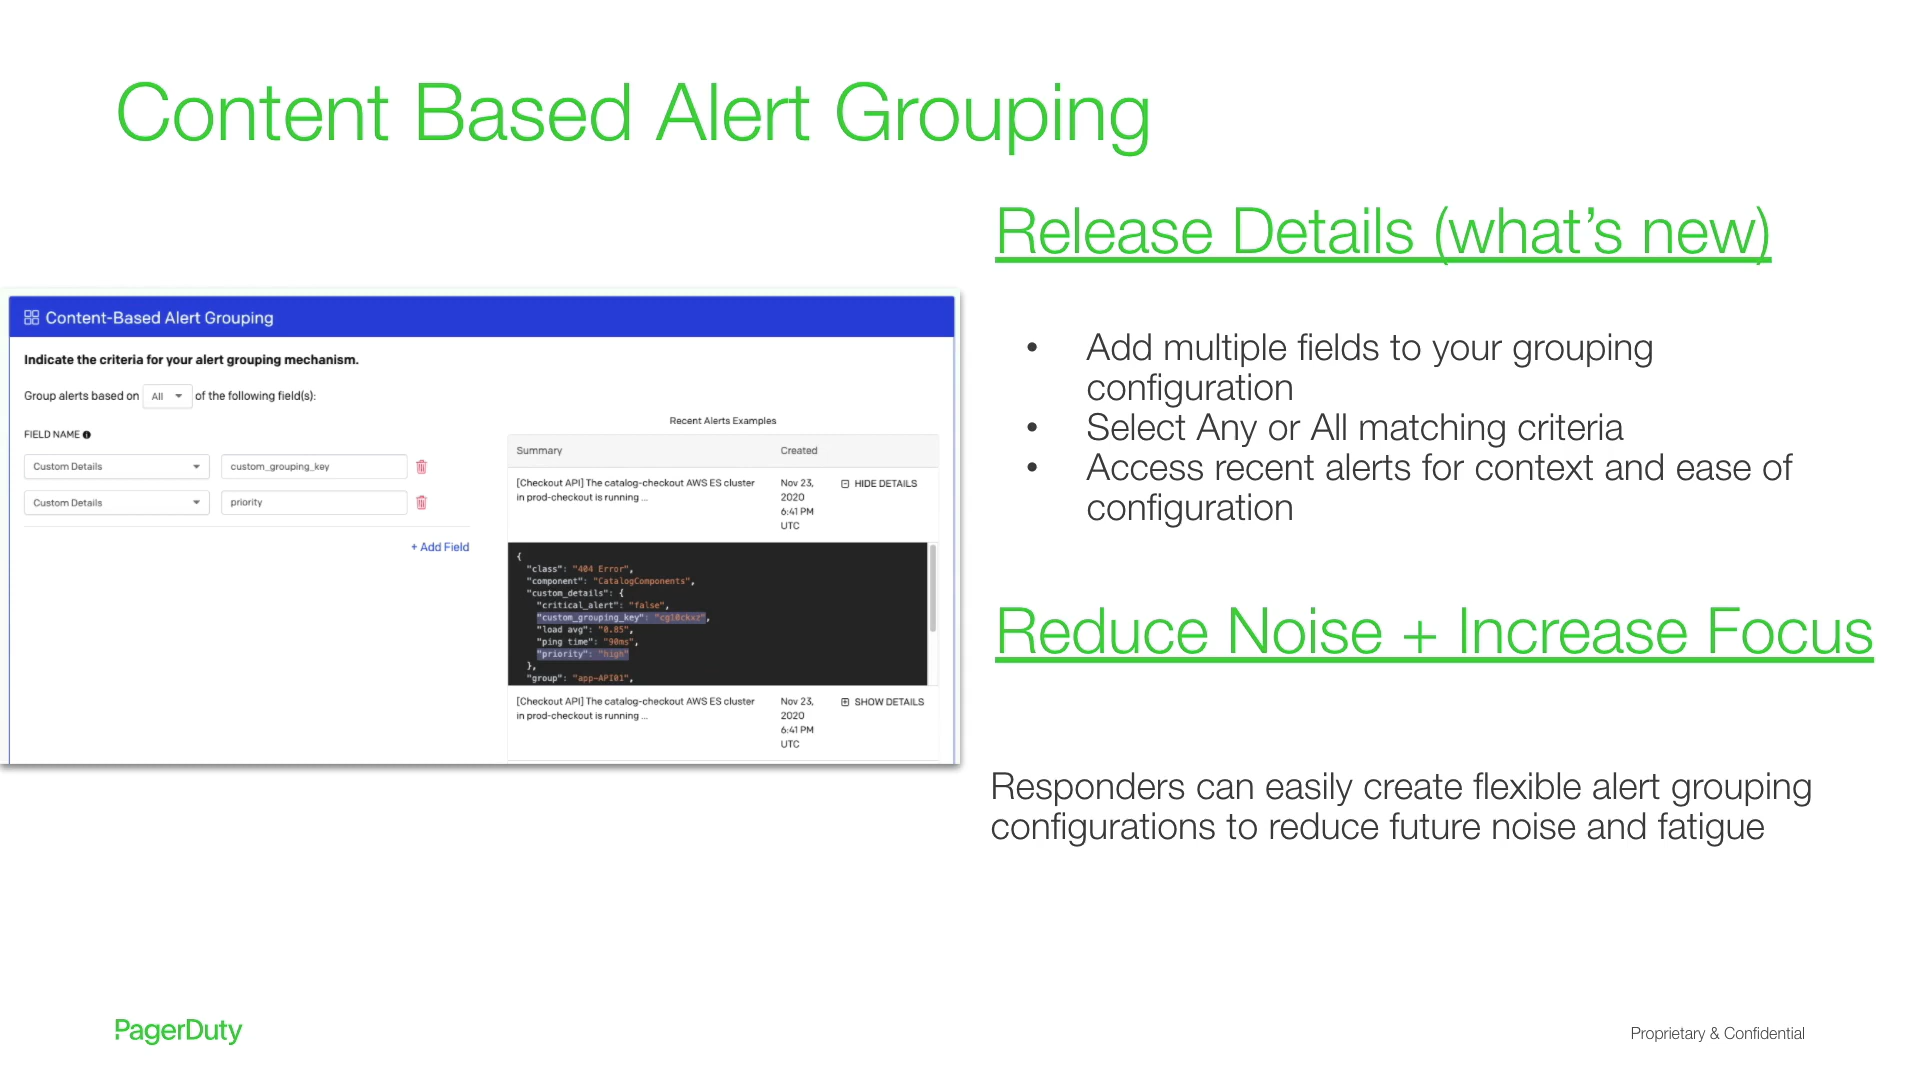 Content Based Alert Grouping
Content-Based Alert Grouping
Indicate the criteria for your alert grouping mechanism.
Group alerts based on All of the following field(s):
FIELD NAME
Custom Details custom_grouping_key
Custom Details priority
+ Add Field
Recent Alerts Examples
Summary Created
[Checkout API] The catalog-checkout AWS ES cluster
in prod-checkout is running ...
Nov 23,
2020
6:41 PM
UTC
HIDE DETAILS
{
"class": "404 Error",
"component": "CatalogComponents",
"custom_details": {
"critical_alert": "false",
"custom_grouping_key": "cgl0ckxz",
"load avg": "0.85",
"ping time": "90ms",
"priority": "high"
},
"group": "app-API01",
[Checkout API] The catalog-checkout AWS ES cluster
in prod-checkout is running ...
Nov 23,
2020
6:41 PM
UTC
SHOW DETAILS
Release Details (what’s new)
• Add multiple fields to your grouping
configuration
• Select Any or All matching criteria
• Access recent alerts for context and ease of
configuration
Reduce Noise + Increase Focus
Responders can easily create flexible alert grouping
configurations to reduce future noise and fatigue
PagerDuty
Proprietary & Confidential